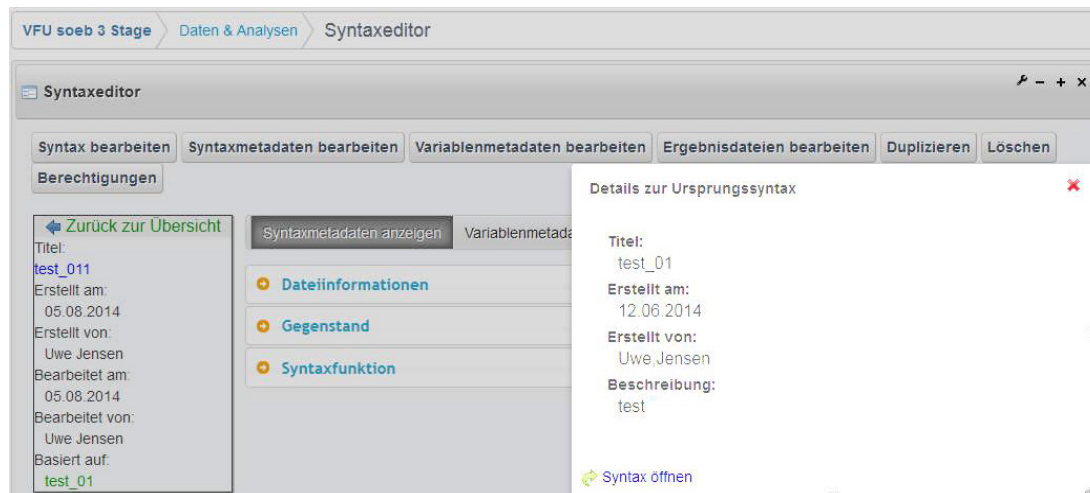 VFU soeb 3 Stage Daten & Analysen Syntaxeditor
Syntaxeditor
Syntax bearbeiten Syntaxmetadaten bearbeiten Variablenmetadaten bearbeiten Ergebnisdateien bearbeiten Duplizieren Löschen
Berechtigungen
Zurück zur Übersicht
Titel:
test_011
Erstellt am:
05.08.2014
Erstellt von:
Uwe Jensen
Bearbeitet am:
05.08.2014
Bearbeitet von:
Uwe Jensen
Basiert auf:
test_01
Syntaxmetadaten anzeigen Variablenmetada
Dateiinformationen
Gegenstand
Syntaxfunktion
Details zur Ursprungssyntax
Titel:
test_01
Erstellt am:
12.06.2014
Erstellt von:
Uwe,Jensen
Beschreibung:
test
Syntax öffnen